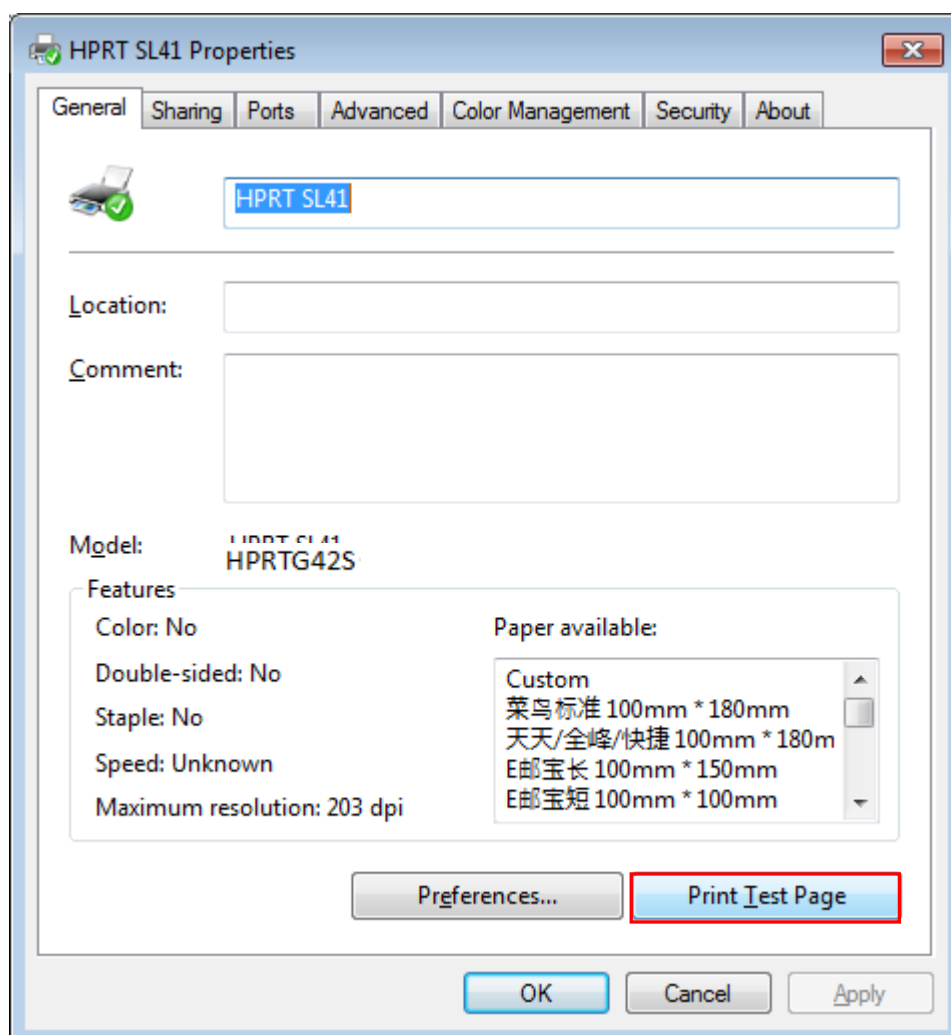 HPRT SL41 Properties
General Sharing Ports Advanced Color Management Security About
HPRT SL41
Location:
Comment:
Model: HPRT SL41
HPRTG42S
Features
Color: No
Double-sided: No
Staple: No
Speed: Unknown
Maximum resolution: 203 dpi
Paper available:
Custom
菜鸟标准 100mm * 180mm
天天/全峰/快捷 100mm * 180m
E邮宝长 100mm * 150mm
E邮宝短 100mm * 100mm
Preferences... Print Test Page
OK Cancel Apply